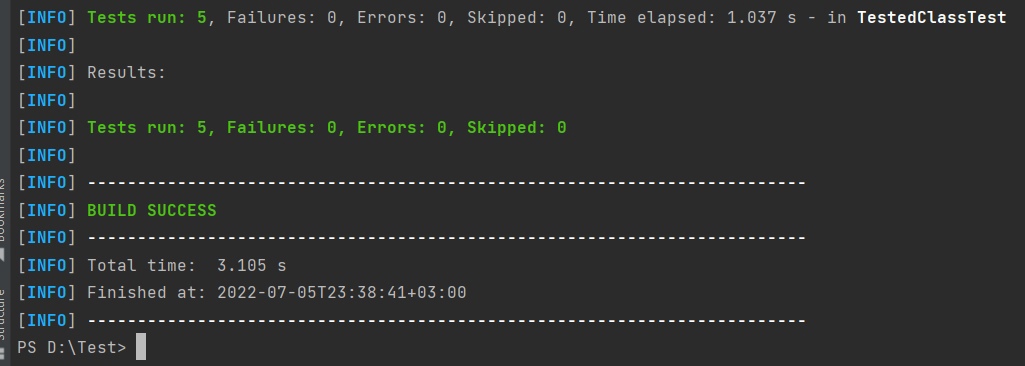 [INFO] Tests run: 5, Failures: 0, Errors: 0, Skipped: 0, Time elapsed: 1.037 s - in TestedClassTest
[INFO]
[INFO] Results:
[INFO]
[INFO] Tests run: 5, Failures: 0, Errors: 0, Skipped: 0
[INFO]
[INFO] ------------------------------------------------------------------------
[INFO] BUILD SUCCESS
[INFO] ------------------------------------------------------------------------
[INFO] Total time:  3.105 s
[INFO] Finished at: 2022-07-05T23:38:41+03:00
[INFO] ------------------------------------------------------------------------
PS D:\Test>
Bookmarks
Structure